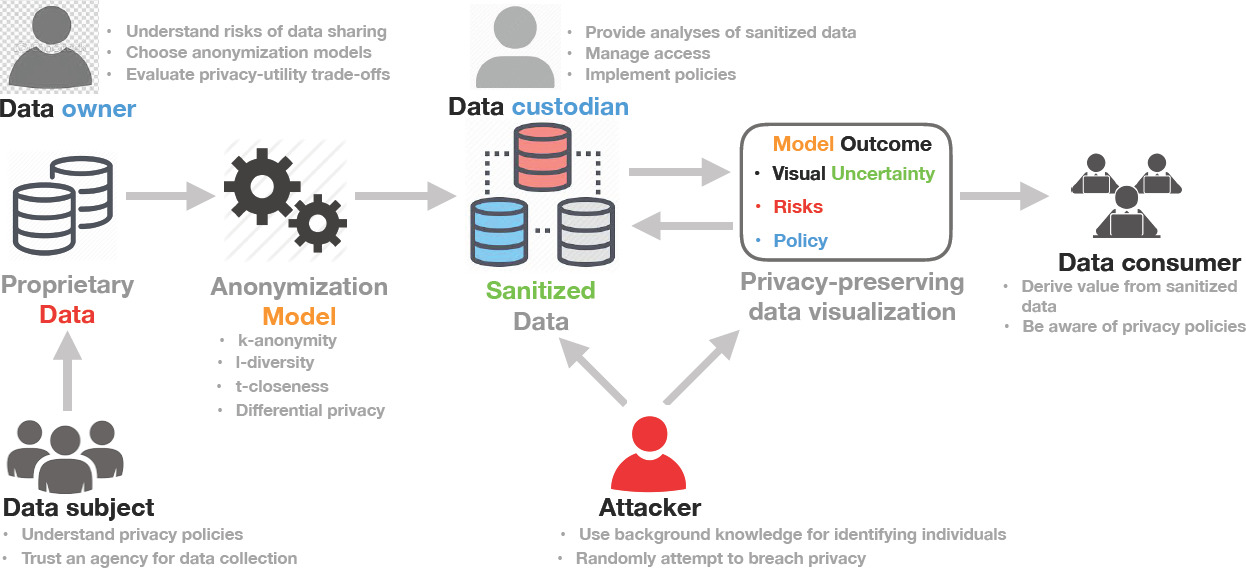 • Understand risks of data sharing
• Choose anonymization models
• Evaluate privacy-utility trade-offs
Data owner
• Provide analyses of sanitized data
• Manage access
• Implement policies
Data custodian
Proprietary
Data
Anonymization
Model
• k-anonymity
• l-diversity
• t-closeness
• Differential privacy
Sanitized
Data
Model Outcome
• Visual Uncertainty
• Risks
• Policy
Privacy-preserving
data visualization
Data consumer
• Derive value from sanitized
data
• Be aware of privacy policies
Data subject
• Understand privacy policies
• Trust an agency for data collection
Attacker
• Use background knowledge for identifying individuals
• Randomly attempt to breach privacy